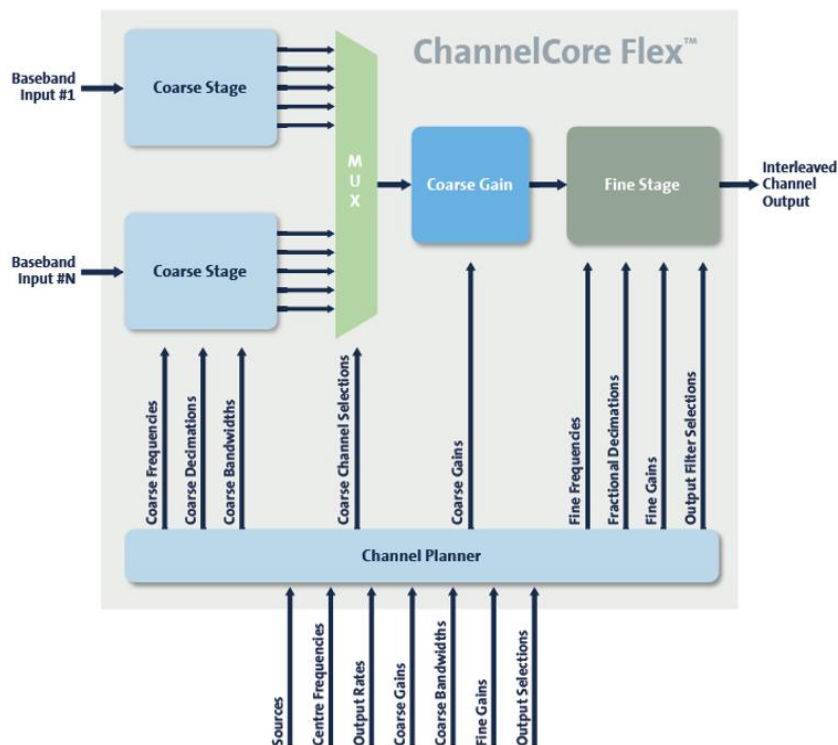 ChannelCore Flex™
Baseband
Input #1
Coarse Stage
M
U
X
Coarse Gain
Fine Stage
Interleaved
Channel
Output
Baseband
Input #N
Coarse Stage
Coarse Frequencies
Coarse Decimations
Coarse Bandwidths
Coarse Channel Selections
Coarse Gains
Fine Frequencies
Fractional Decimations
Fine Gains
Output Filter Selections
Channel Planner
Sources
Centre Frequencies
Output Rates
Coarse Gains
Coarse Bandwidths
Fine Gains
Output Selections